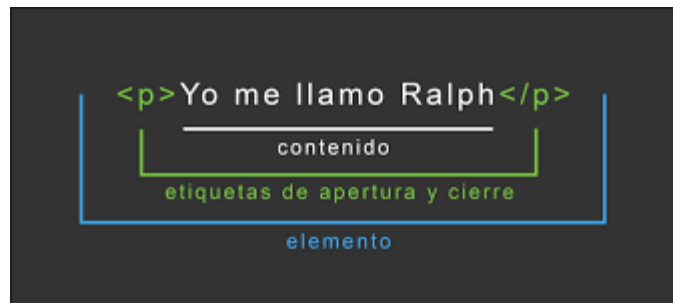 <p>Yo me llamo Ralph</p>
contenido
etiquetas de apertura y cierre
elemento